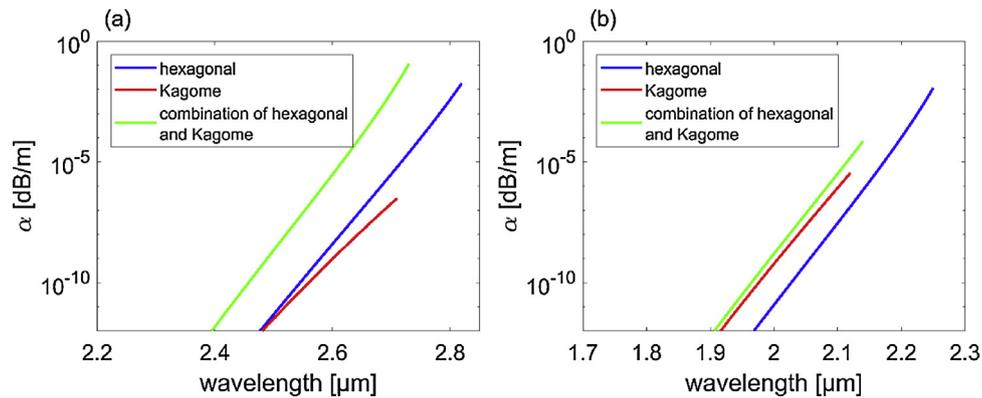 (a)
10^0
10^-5
10^-10
α [dB/m]
hexagonal
Kagome
combination of hexagonal
and Kagome
2.2 2.4 2.6 2.8
wavelength [µm]
(b)
10^0
10^-5
10^-10
α [dB/m]
hexagonal
Kagome
combination of hexagonal
and Kagome
1.7 1.8 1.9 2 2.1 2.2 2.3
wavelength [µm]